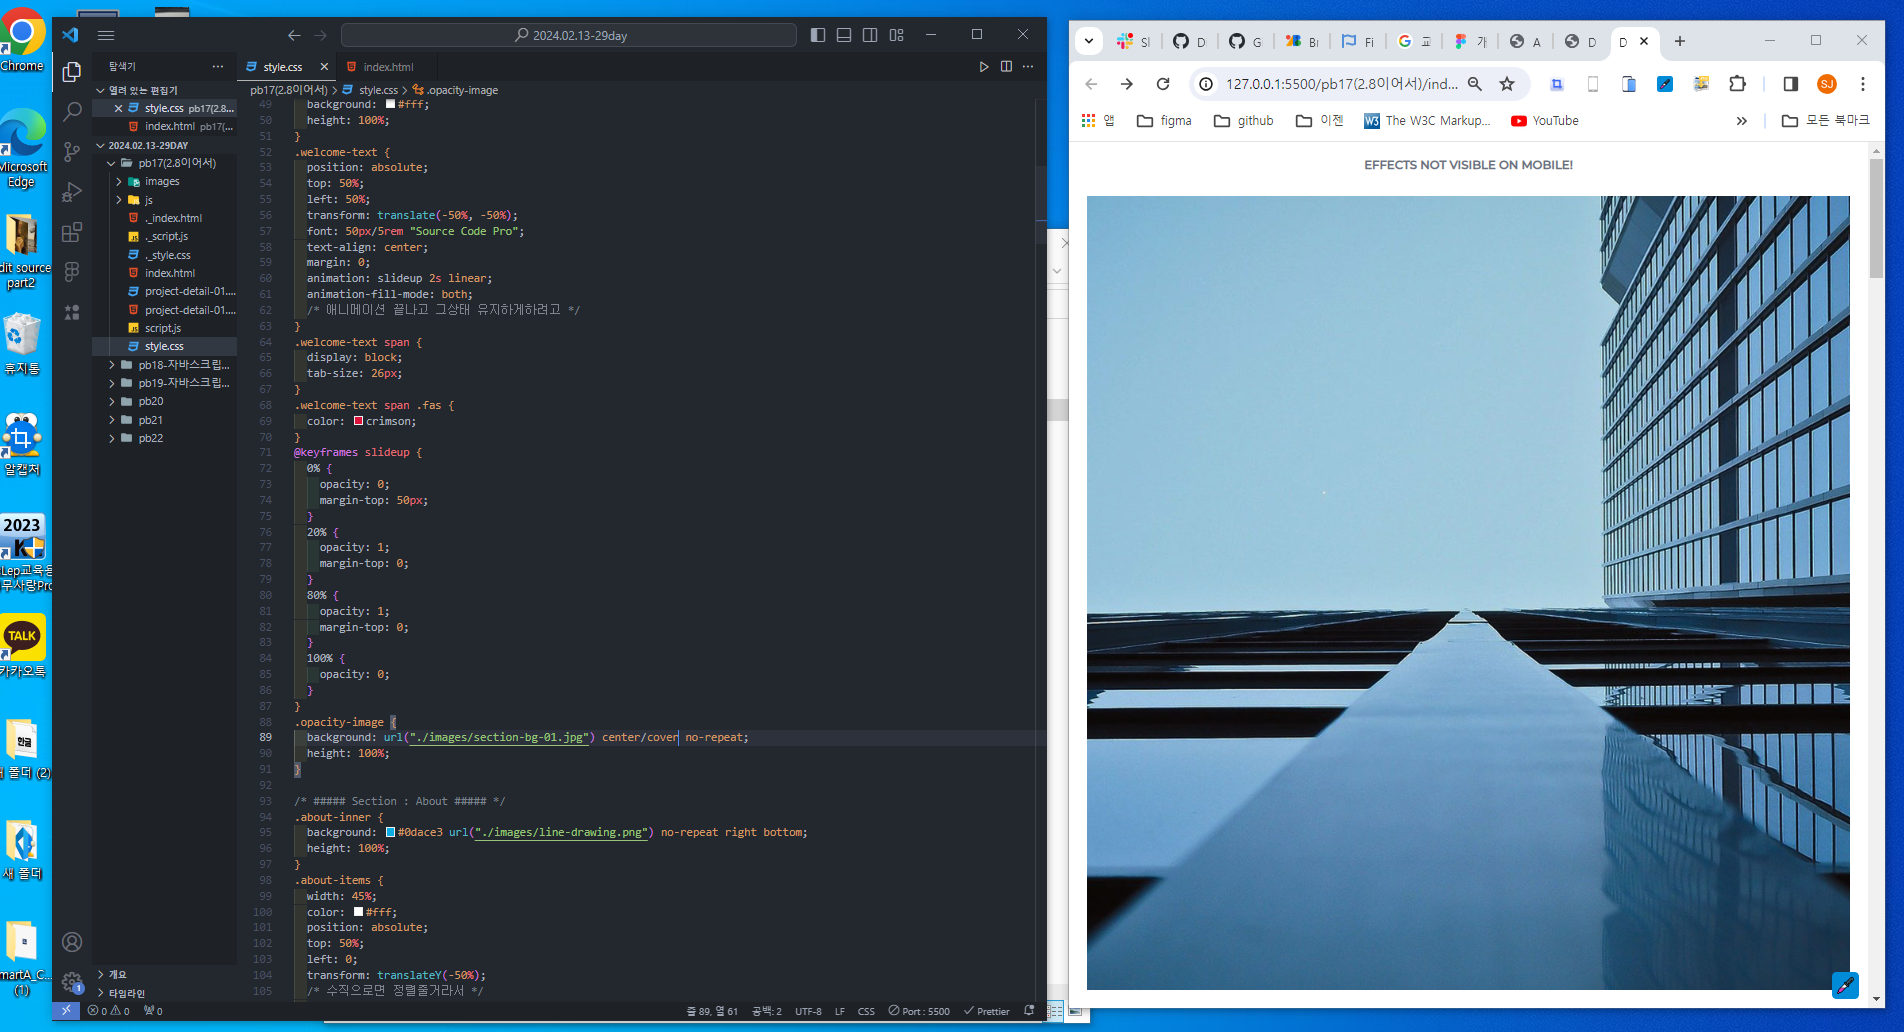 Chrome
Microsoft
Edge
dit source
part2
휴지통
알캡처
2023
카카오톡
TALK
한글
새 폴더
(1)
2024.02.13-29day
탐색기
열려 있는 편집기
style.css pb17(2.8...
index.html pb17(...
2024.02.13-29DAY
pb17(2.8이어서)
images
js
._index.html
._script.js
._style.css
index.html
project-detail-01....
project-detail-01....
script.js
style.css
pb18-자바스크립...
pb19-자바스크립...
pb20
pb21
pb22
개요
타임라인
style.css
index.html
pb17(2.8이어서) > style.css > .opacity-image
49 background: #fff;
50 height: 100%;
51 }
52 .welcome-text {
53 position: absolute;
54 top: 50%;
55 left: 50%;
56 transform: translate(-50%, -50%);
57 font: 50px/5rem "Source Code Pro";
58 text-align: center;
59 margin: 0;
60 animation: slideup 2s linear;
61 animation-fill-mode: both;
62 /* 애니메이션 끝나고 그상태 유지하게하려고 */
63 }
64 .welcome-text span {
65 display: block;
66 tab-size: 26px;
67 }
68 .welcome-text span .fas {
69 color: crimson;
70 }
71 @keyframes slideup {
72 0% {
73 opacity: 0;
74 margin-top: 50px;
75 }
76 20% {
77 opacity: 1;
78 margin-top: 0;
79 }
80 80% {
81 opacity: 1;
82 margin-top: 0;
83 }
84 100% {
85 opacity: 0;
86 }
87 }
88 .opacity-image {
89 background: url("./images/section-bg-01.jpg") center/cover no-repeat;
90 height: 100%;
91 }
92
93 /* ##### Section : About ##### */
94 .about-inner {
95 background: #0dace3 url("./images/line-drawing.png") no-repeat right bottom;
96 height: 100%;
97 }
98 .about-items {
99 width: 45%;
100 color: #fff;
101 position: absolute;
102 top: 50%;
103 left: 0;
104 transform: translateY(-50%);
105 /* 수직으로면 정렬줄거라서 */
0 0 0
줄 89, 열 61 공백: 2 UTF-8 LF CSS Port : 5500 Prettier
Sl D G Bi Fi 교 개 A D D
127.0.0.1:5500/pb17(2.8이어서)/ind...
SJ
앱 figma github 이젠 The W3C Markup... YouTube 모든 북마크
EFFECTS NOT VISIBLE ON MOBILE!